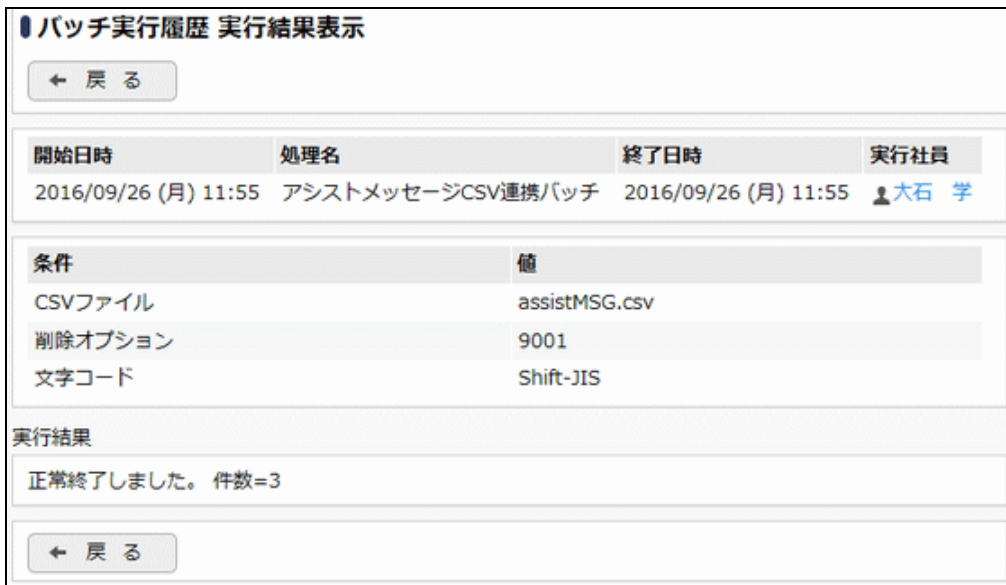 バッチ実行履歴 実行結果表示
← 戻 る
開始日時 処理名 終了日時 実行社員
2016/09/26 (月) 11:55 アシストメッセージCSV連携バッチ 2016/09/26 (月) 11:55 大石 学
条件 値
CSVファイル assistMSG.csv
削除オプション 9001
文字コード Shift-JIS
実行結果
正常終了しました。 件数=3
← 戻 る